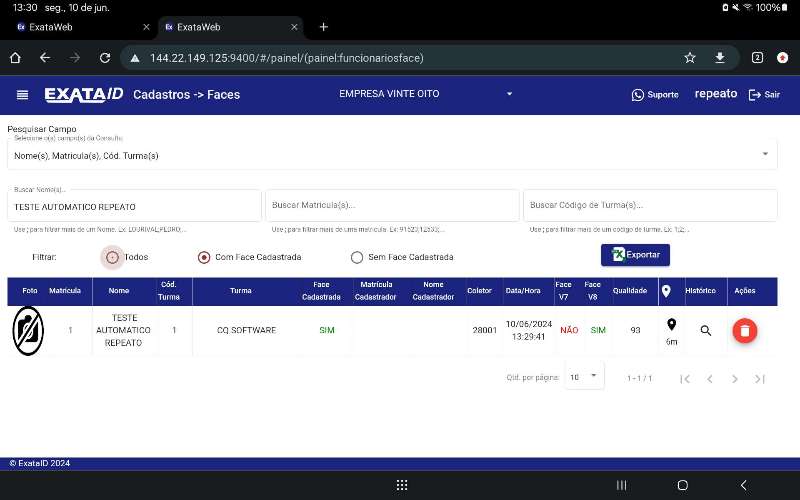 13:30 seg., 10 de jun. 100%
ExataWeb ExataWeb
144.22.149.125:9400/#/painel/(painel:funcionariosface) 2
EXATAID Cadastros -> Faces EMPRESA VINTE OITO Suporte repeato Sair
Pesquisar Campo
Selecione o(s) campo(s) da Consulta
Nome(s), Matricula(s), Cód. Turma(s)
Buscar Nome(s)...
TESTE AUTOMATICO REPEATO Buscar Matricula(s)... Buscar Código de Turma(s)...
Use ; para filtrar mais de um Nome. Ex: LOURIVAL;PEDRO;... Use ; para filtrar mais de uma matricula. Ex: 91623;12533;... Use ; para filtrar mais de um código de turma. Ex: 1;2;...
Filtrar: Todos Com Face Cadastrada Sem Face Cadastrada Exportar
Foto Matrícula Nome Cód. Turma Turma Face Cadastrada Matrícula Cadastrador Nome Cadastrador Coletor Data/Hora Face V7 Face V8 Qualidade Histórico Ações
1 TESTE AUTOMATICO REPEATO 1 CQ SOFTWARE SIM 28001 10/06/2024 13:29:41 NÃO SIM 93 6m
Qtd. por página: 10 1 - 1 / 1
© ExataID 2024